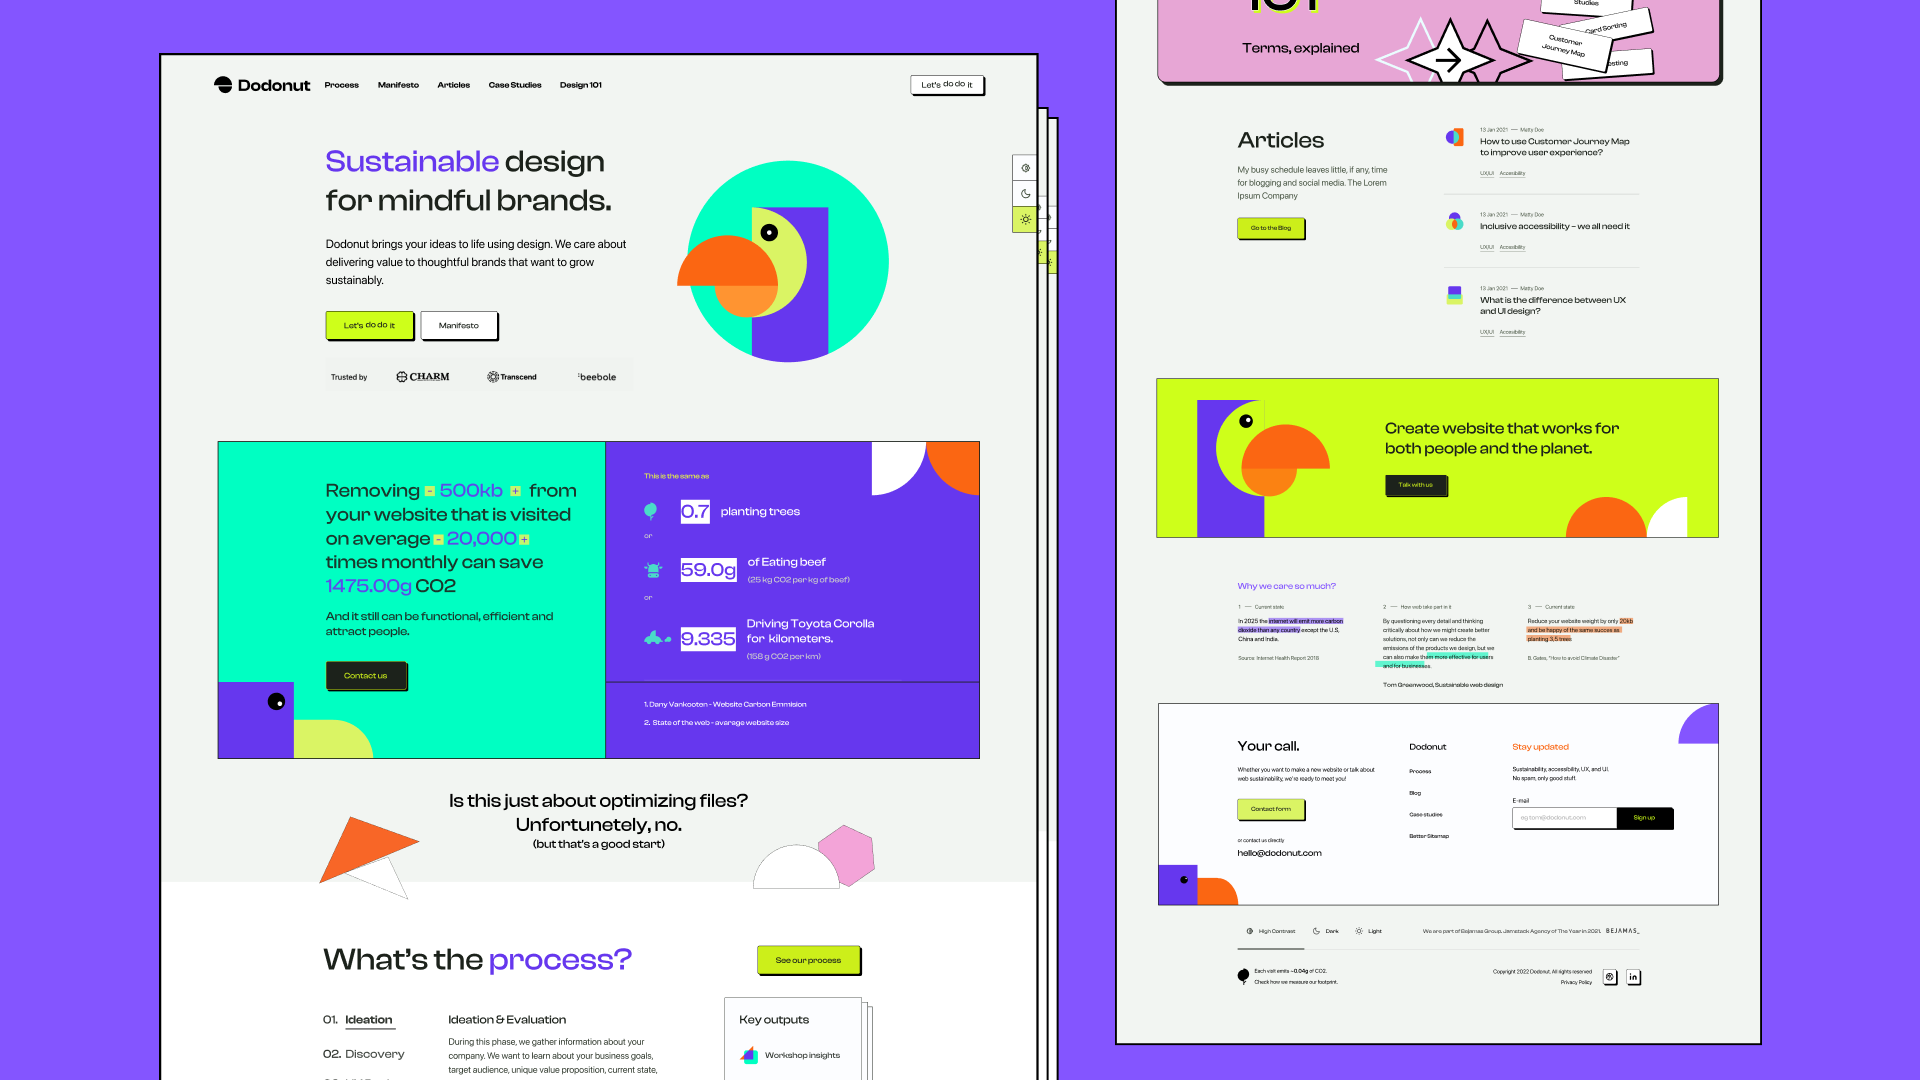 Dodonut
Process
Manifesto
Articles
Case Studies
Design 101
Let's do do it
Sustainable design
for mindful brands.
Dodonut brings your ideas to life using design. We care about
delivering value to thoughtful brands that want to grow
sustainably.
Let's do do it
Manifesto
Trusted by
CHARM
Transcend
beebole
Removing - 500kb + from
your website that is visited
on average - 20,000 +
times monthly can save
1475.00g CO2
And it still can be functional, efficient and
attract people.
Contact us
This is the same as
0.7 planting trees
or
59.0g of Eating beef
(25 kg CO2 per kg of beef)
or
9.335 Driving Toyota Corolla
for kilometers.
(158 g CO2 per km)
1. Dany Vankooten - Website Carbon Emmision
2. State of the web - avarage website size
Is this just about optimizing files?
Unfortunetely, no.
(but that's a good start)
What's the process?
See our process
01. Ideation
02. Discovery
Ideation & Evaluation
During this phase, we gather information about your
company. We want to learn about your business goals,
target audience, unique value proposition, current state,
Key outputs
Workshop insights
101
Terms, explained
Studies
Card Sorting
Customer
Journey Map
Articles
My busy schedule leaves little, if any, time
for blogging and social media. The Lorem
Ipsum Company
Go to the Blog
13 Jan 2021 — Matty Doe
How to use Customer Journey Map
to improve user experience?
UX/UI Accesibility
13 Jan 2021 — Matty Doe
Inclusive accessibility – we all need it
UX/UI Accesibility
13 Jan 2021 — Matty Doe
What is the difference between UX
and UI design?
UX/UI Accesibility
Create website that works for
both people and the planet.
Talk with us
Why we care so much?
1 — Current state
In 2025 the internet will emit more carbon
dioxide than any country except the U.S,
China and India.
Source: Internet Health Report 2018
2 — How web take part in it
By questioning every detail and thinking
critically about how we might create better
solutions, not only can we reduce the
emissions of the products we design, but we
can also make them more effective for users
and for businesses.
Tom Greenwood, Sustainable web design
3 — Current state
Reduce your website weight by only 20kb
and be happy of the same succes as
planting 3,5 trees
B. Gates, "How to avoid Climate Disaster"
Your call.
Whether you want to make a new website or talk about
web sustainability, we're ready to meet you!
Contact form
or contact us directly
hello@dodonut.com
Dodonut
Process
Blog
Case studies
Better Sitemap
Stay updated
Sustainability, accessibility, UX, and UI.
No spam, only good stuff.
E-mail
eg tom@dodonut.com
Sign up
High Contrast
Dark
Light
We are part of Bejamas Group. Jamstack Agency of The Year in 2021. BEJAMAS_
Each visit emits ~0.04g of CO2.
Check how we measure our footprint.
Copyright 2022 Dodonut. All rights reserved
Privacy Policy
in